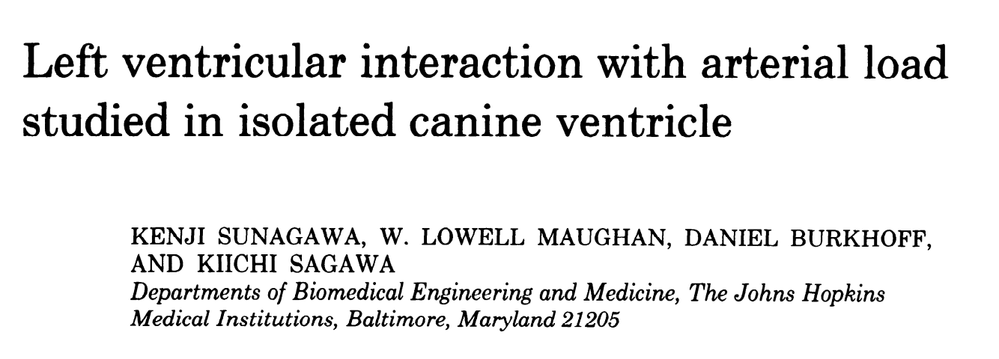 Left ventricular interaction with arterial load
studied in isolated canine ventricle
KENJI SUNAGAWA, W. LOWELL MAUGHAN, DANIEL BURKHOFF,
AND KIICHI SAGAWA
Departments of Biomedical Engineering and Medicine, The Johns Hopkins
Medical Institutions, Baltimore, Maryland 21205